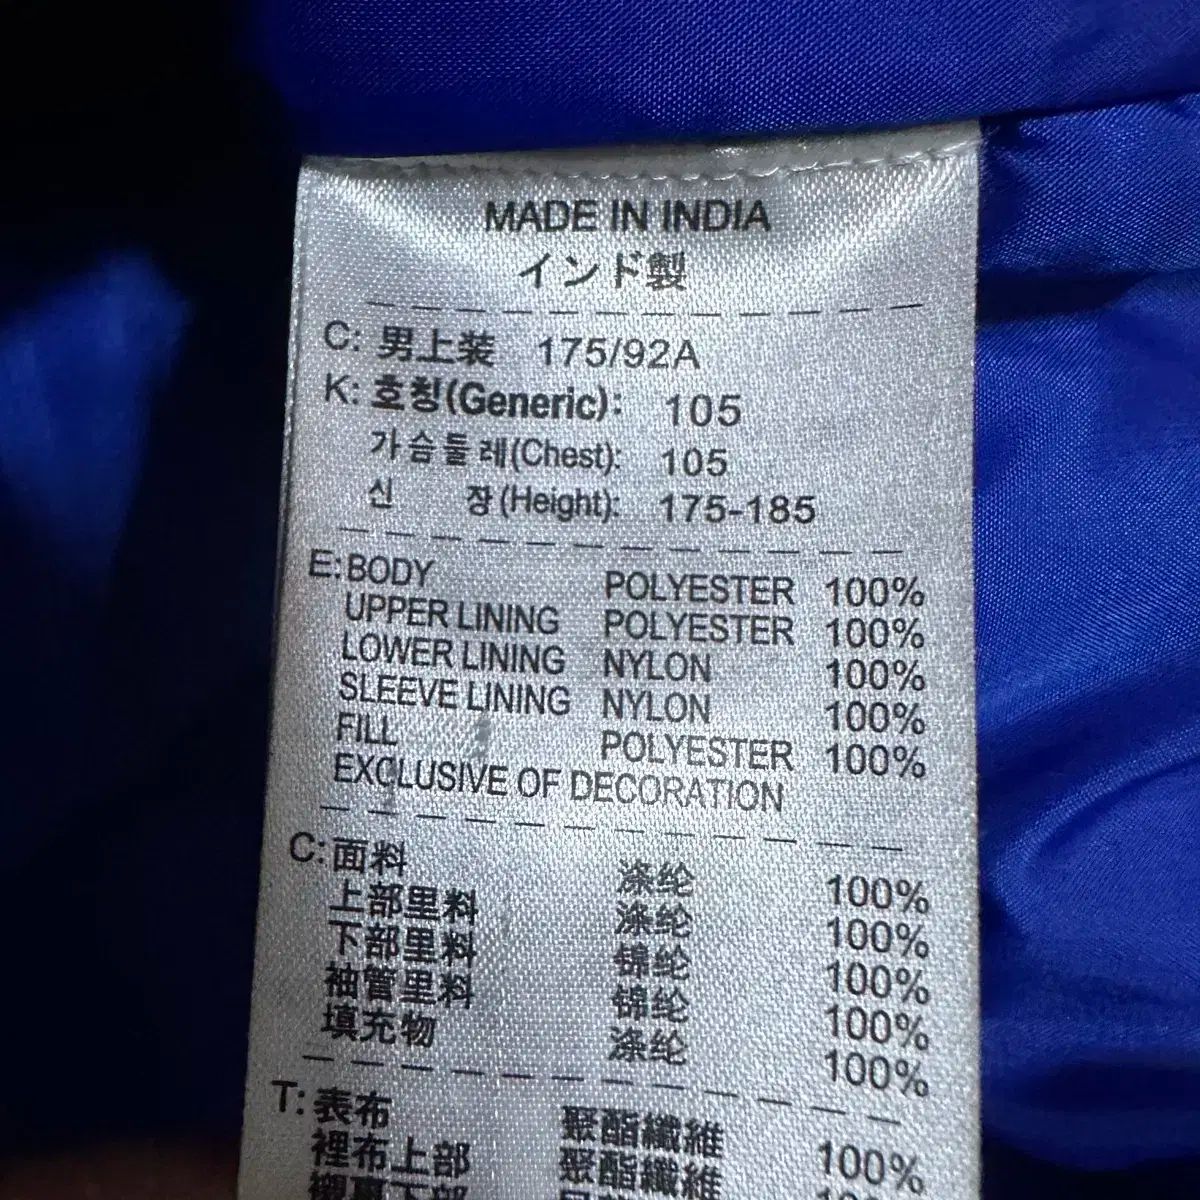 MADE IN INDIA
インド製
C: 男上装 175/92A
K: 호칭(Generic): 105
가슴둘레(Chest): 105
신 장(Height): 175-185
E: BODY POLYESTER 100%
UPPER LINING POLYESTER 100%
LOWER LINING NYLON 100%
SLEEVE LINING NYLON 100%
FILL POLYESTER 100%
EXCLUSIVE OF DECORATION
C: 面料 涤纶 100%
上部里料 涤纶 100%
下部里料 锦纶 100%
袖管里料 锦纶 100%
填充物 涤纶 100%
T: 表布 聚酯纖維 100%
裡布上部 聚酯纖維 100%